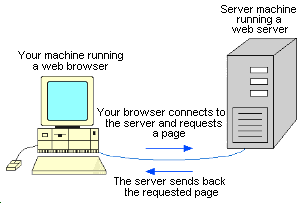 Server machine
running a
web server
Your machine running
a web browser
Your browser connects to
the server and requests
a page
The server sends back
the requested page